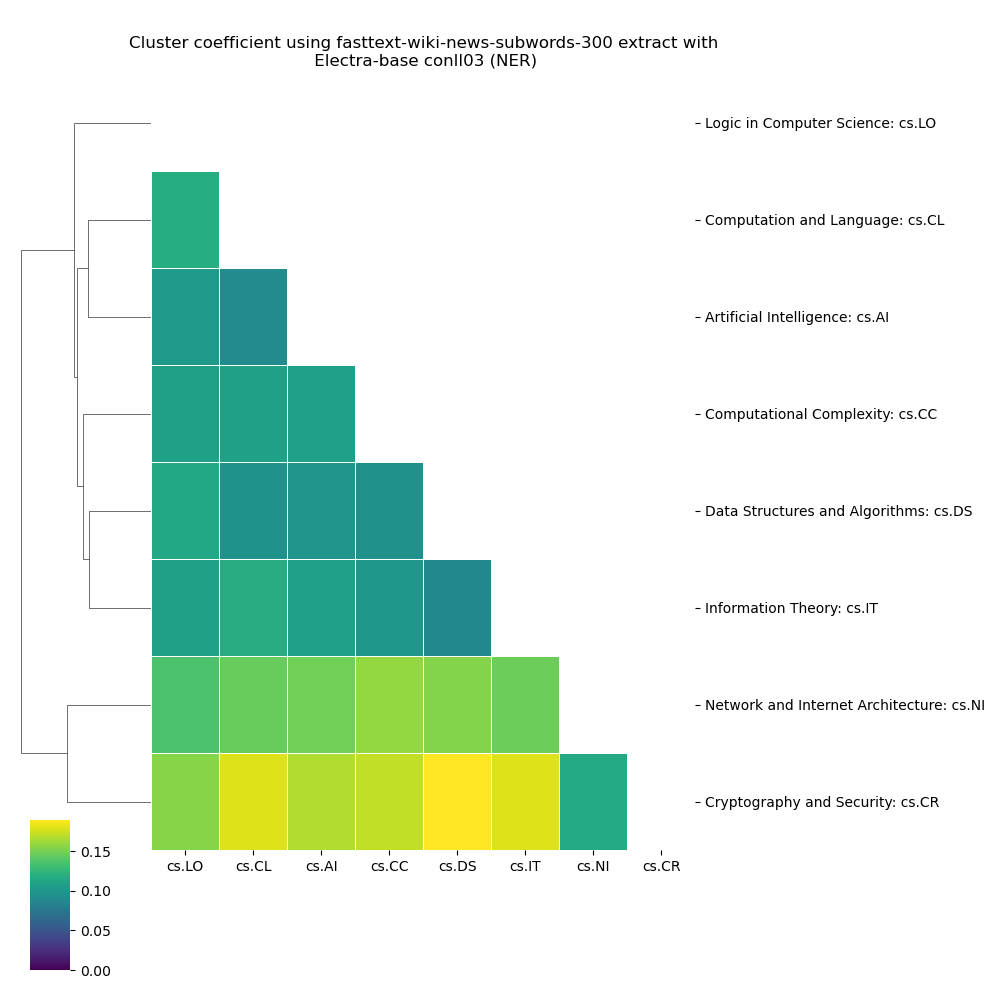 Cluster coefficient using fasttext-wiki-news-subwords-300 extract with
Electra-base conll03 (NER)
Logic in Computer Science: cs.LO
Computation and Language: cs.CL
Artificial Intelligence: cs.AI
Computational Complexity: cs.CC
Data Structures and Algorithms: cs.DS
Information Theory: cs.IT
Network and Internet Architecture: cs.NI
Cryptography and Security: cs.CR
cs.LO cs.CL cs.AI cs.CC cs.DS cs.IT cs.NI cs.CR
0.15
0.10
0.05
0.00